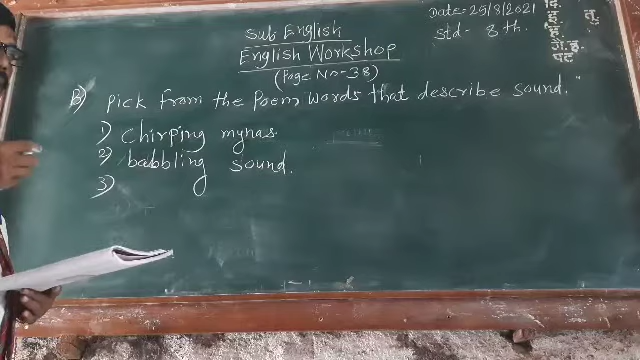 Sub English
Date: 25/8/2021
English Workshop
Std - 8 th.
(Page No-38)
B) Pick from the Poem words that describe sound."
1) Chirping mynas.
2) babbling sound.
3)